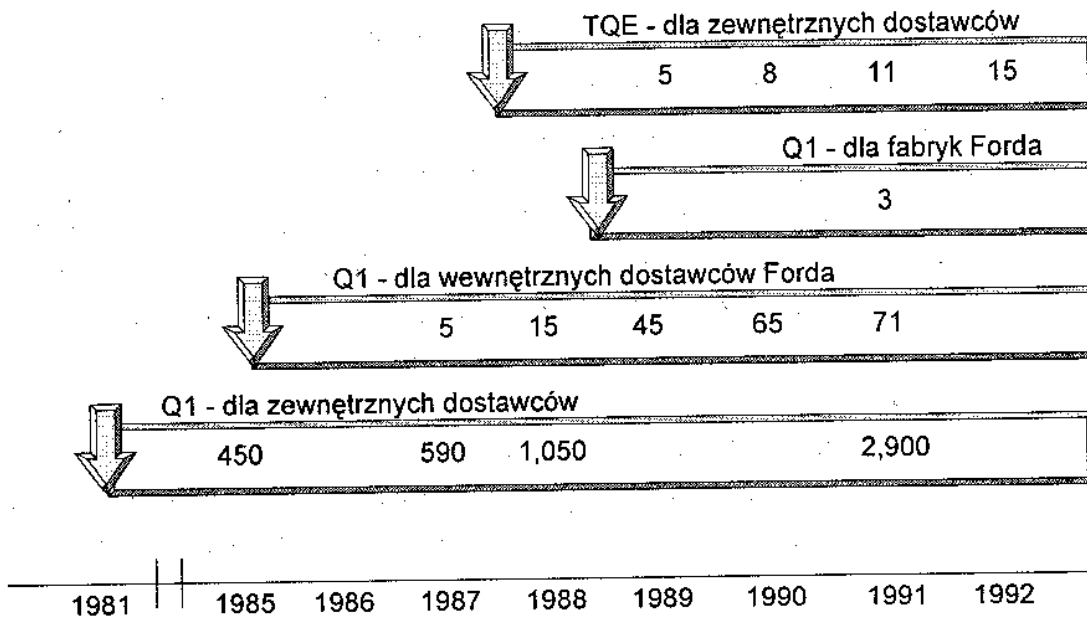 TQE - dla zewnętrznych dostawców
5 8 11 15
Q1 - dla fabryk Forda
3
Q1 - dla wewnętrznych dostawców Forda
5 15 45 65 71
Q1 - dla zewnętrznych dostawców
450 590 1,050 2,900
1981 1985 1986 1987 1988 1989 1990 1991 1992